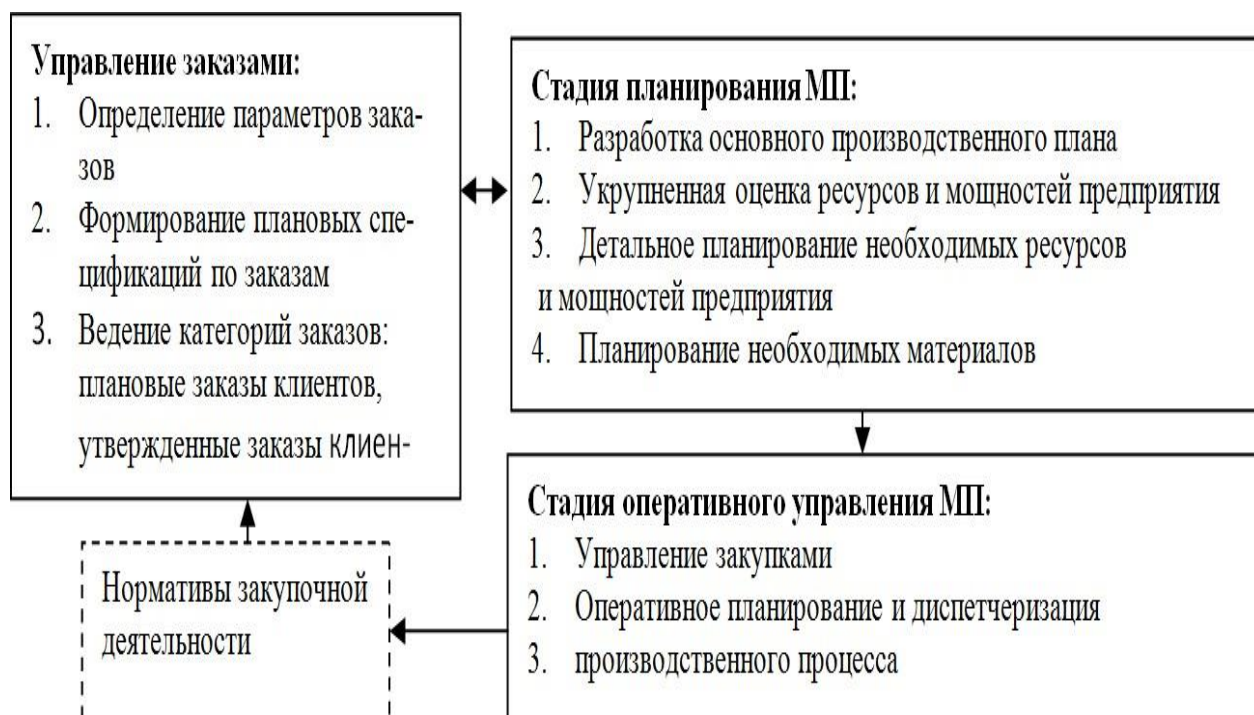 Управление заказами:
1. Определение параметров зака-
зов
2. Формирование плановых спе-
цификаций по заказам
3. Ведение категорий заказов:
плановые заказы клиентов,
утвержденные заказы клиен-
Стадия планирования МП:
1. Разработка основного производственного плана
2. Укрупненная оценка ресурсов и мощностей предприятия
3. Детальное планирование необходимых ресурсов
и мощностей предприятия
4. Планирование необходимых материалов
Стадия оперативного управления МП:
1. Управление закупками
2. Оперативное планирование и диспетчеризация
3. производственного процесса
Нормативы закупочной
деятельности